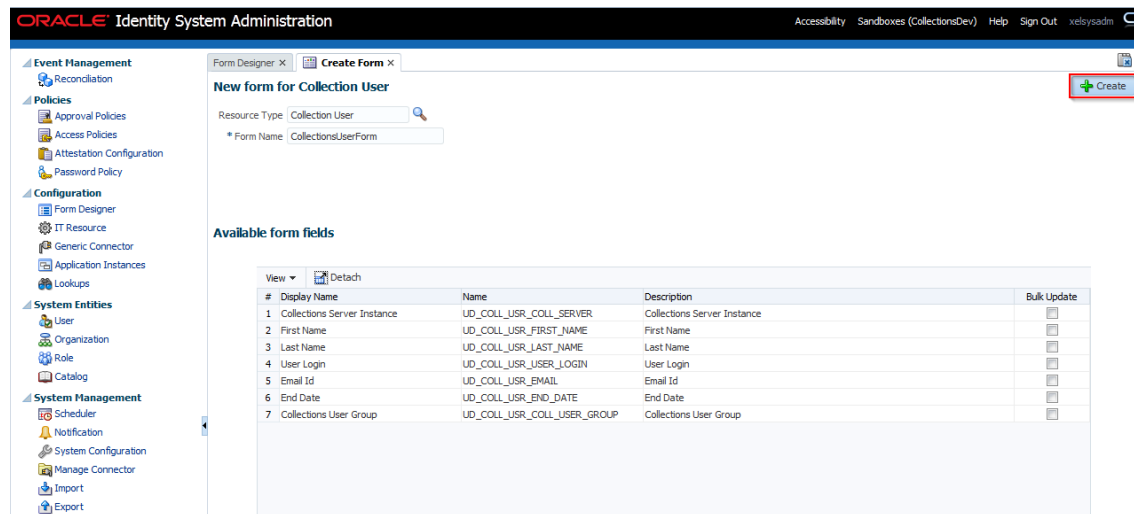 ORACLE Identity System Administration
Accessibility Sandboxes (CollectionsDev) Help Sign Out xelsysadm
Event Management
Reconciliation
Policies
Approval Policies
Access Policies
Attestation Configuration
Password Policy
Configuration
Form Designer
IT Resource
Generic Connector
Application Instances
Lookups
System Entities
User
Organization
Role
Catalog
System Management
Scheduler
Notification
System Configuration
Manage Connector
Import
Export
Form Designer Create Form
New form for Collection User
Create
Resource Type Collection User
* Form Name CollectionsUserForm
Available form fields
View Detach
# Display Name Name Description Bulk Update
1 Collections Server Instance UD_COLL_USR_COLL_SERVER Collections Server Instance
2 First Name UD_COLL_USR_FIRST_NAME First Name
3 Last Name UD_COLL_USR_LAST_NAME Last Name
4 User Login UD_COLL_USR_USER_LOGIN User Login
5 Email Id UD_COLL_USR_EMAIL Email Id
6 End Date UD_COLL_USR_END_DATE End Date
7 Collections User Group UD_COLL_USR_COLL_USER_GROUP Collections User Group